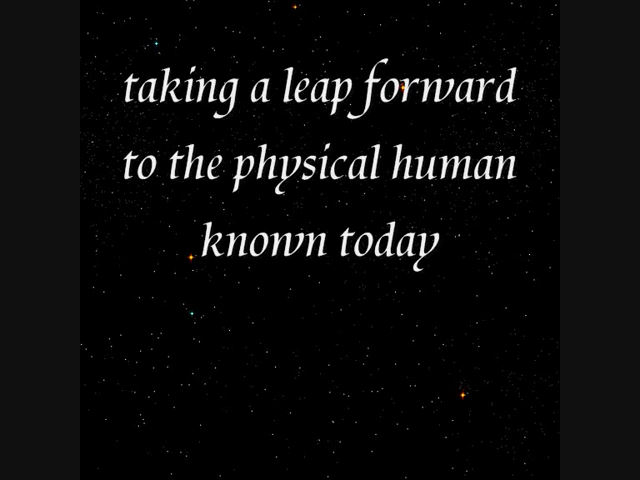 taking a leap forward
to the physical human
known today